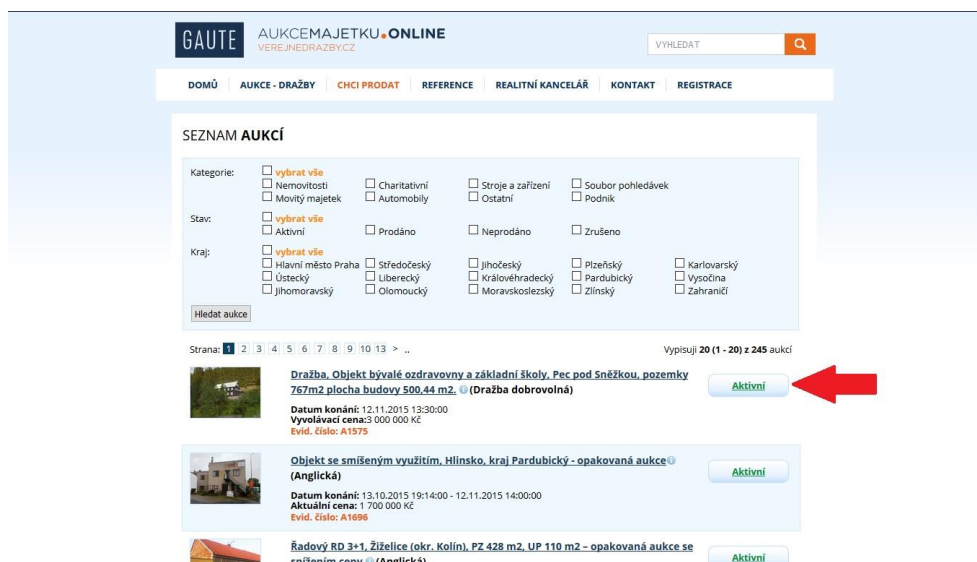 GAUTE
AUKCEMAJETKU.ONLINE
VEREJNEDRAZBY.CZ
VYHLEDAT
DOMŮ AUKCE - DRAŽBY CHCI PRODAT REFERENCE REALITNÍ KANCELÁŘ KONTAKT REGISTRACE
SEZNAM AUKCÍ
Kategorie: vybrat vše
Nemovitosti Charitativní Stroje a zařízení Soubor pohledávek
Movitý majetek Automobily Ostatní Podnik
Stav: vybrat vše
Aktivní Prodáno Neprodáno Zrušeno
Kraj: vybrat vše
Hlavní město Praha Středočeský Jihočeský Plzeňský Karlovarský
Ústecký Liberecký Králové­hradecký Pardubický Vysočina
Jihomoravský Olomoucký Moravskoslezský Zlínský Zahraničí
Hledat aukce
Strana: 1 2 3 4 5 6 7 8 9 10 13 > ..
Vypisuji 20 (1 - 20) z 245 aukcí
Dražba, Objekt bývalé ozdravovny a základní školy, Pec pod Sněžkou, pozemky
767m2 plocha budovy 500,44 m2. (Dražba dobrovolná)
Aktivní
Datum konání: 12.11.2015 13:30:00
Vyvolávací cena:3 000 000 Kč
Evid. číslo: A1575
Objekt se smíšeným využitím, Hlinsko, kraj Pardubický - opakovaná aukce
(Anglická)
Aktivní
Datum konání: 13.10.2015 19:14:00 - 12.11.2015 14:00:00
Aktuální cena: 1 700 000 Kč
Evid. číslo: A1696
Řadový RD 3+1, Žiželice (okr. Kolín), PZ 428 m2, UP 110 m2 – opakovaná aukce se
snížením ceny (Anglická)
Aktivní